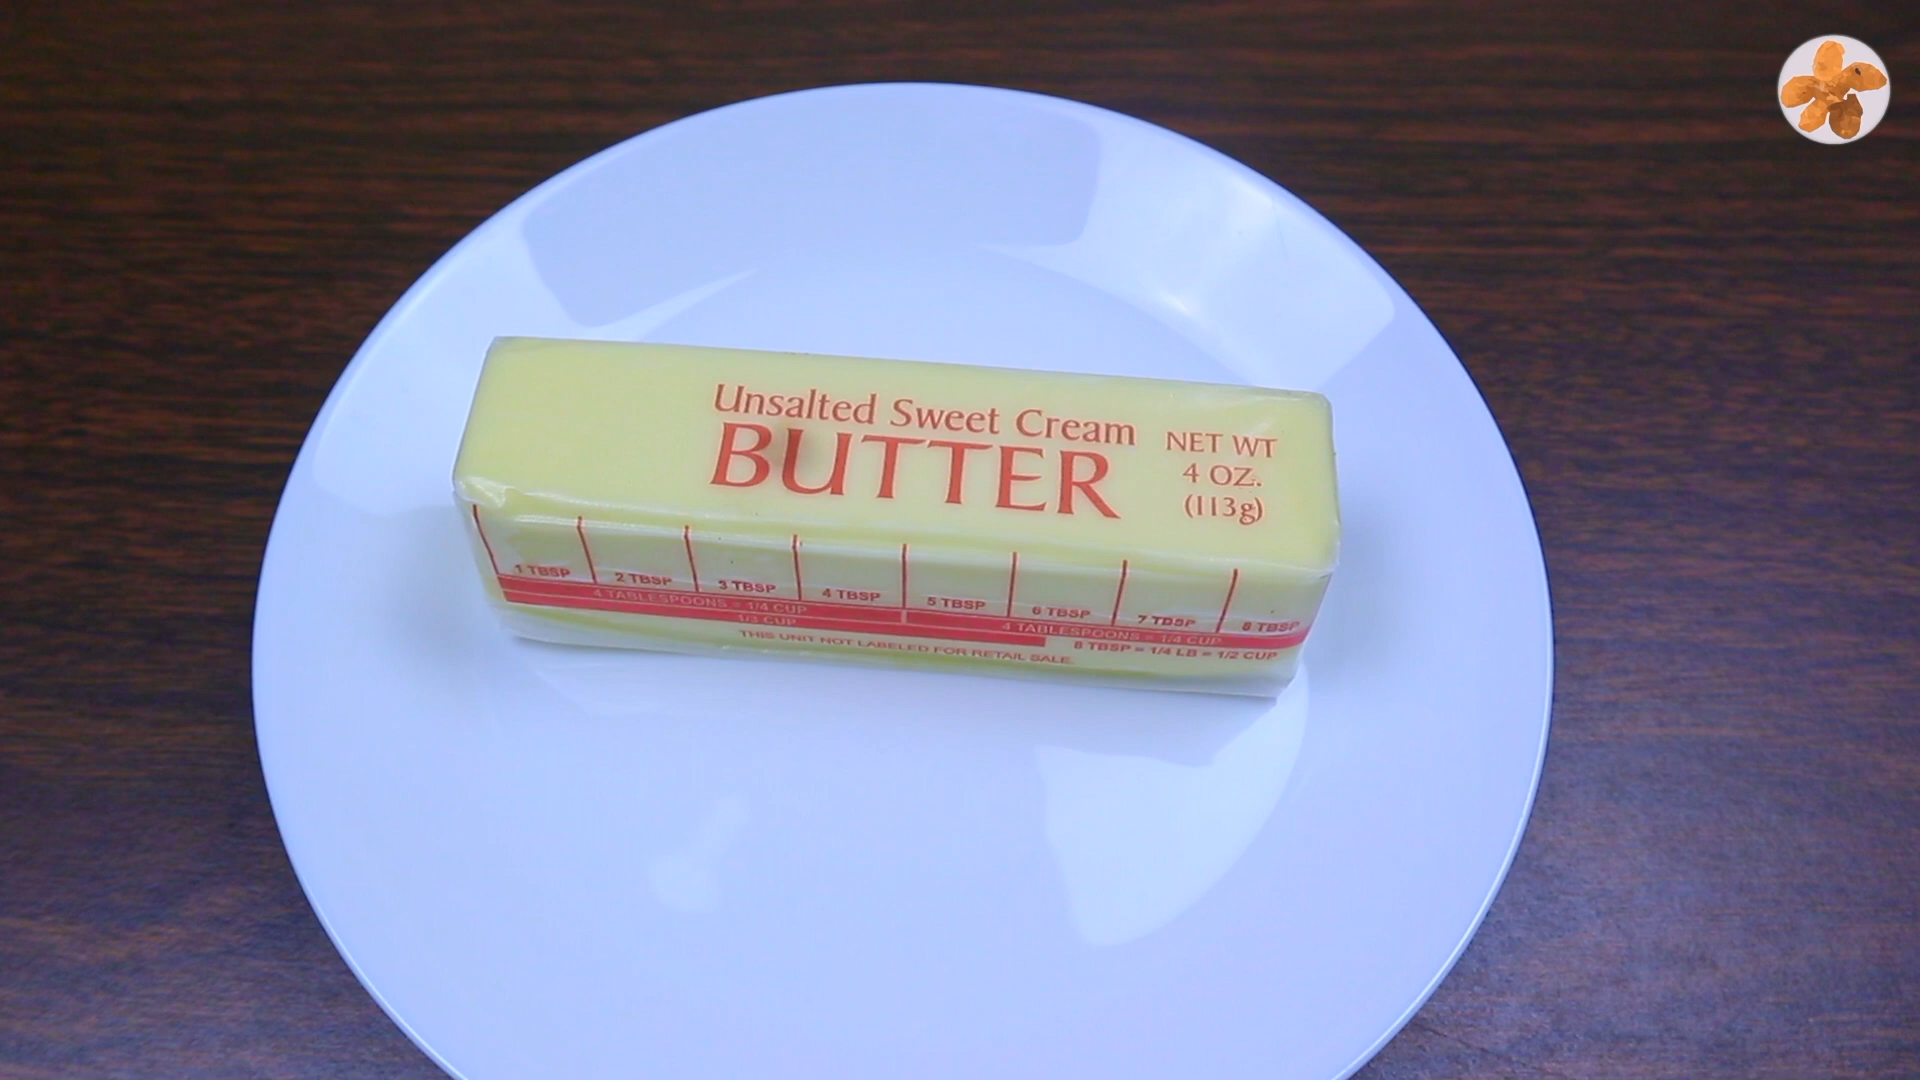 Unsalted Sweet Cream
BUTTER
NET WT
4 OZ.
(113g)
1 TBSP
2 TBSP
3 TBSP
4 TBSP
5 TBSP
6 TBSP
7 TBSP
8 TBSP
4 TABLESPOONS = 1/4 CUP
4 TABLESPOONS = 1/4 CUP
1/3 CUP
8 TBSP = 1/4 LB = 1/2 CUP
THIS UNIT NOT LABELED FOR RETAIL SALE